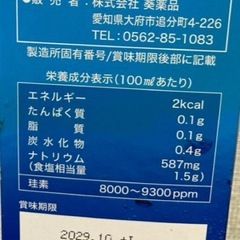 ●販売者 株式会社 葵薬品
愛知県大府市追分町4-226
TEL 0562-85-1083
製造所固有番号/賞味期限後部に記載
栄養成分表示(100㎖あたり)
エネルギー 2kcal
たんぱく質 0.1g
脂質 0.1g
炭水化物 0.4g
ナトリウム 587mg
(食塩相当量 1.5g)
珪素 8000〜9300ppm
賞味期限
2029.10